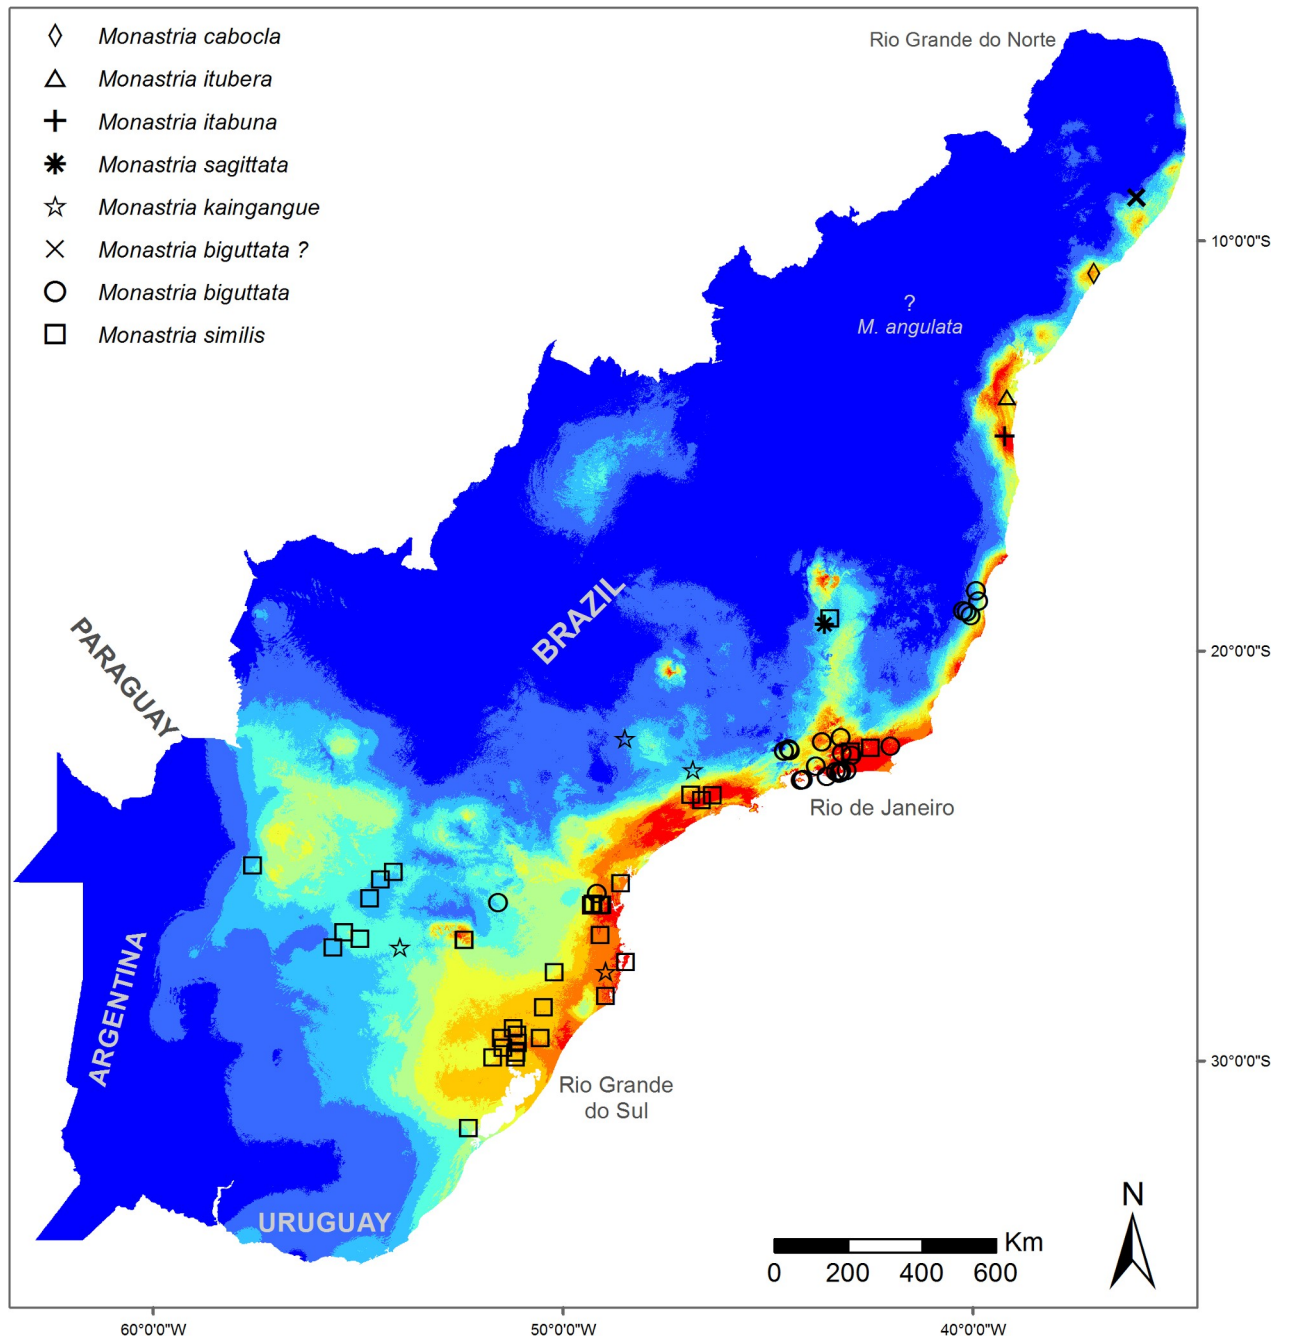 Monastria cabocla
Monastria itubera
Monastria itabuna
Monastria sagittata
Monastria kaingangue
Monastria biguttata ?
Monastria biguttata
Monastria similis
Rio Grande do Norte
10°0'0"S
?
M. angulata
BRAZIL
PARAGUAY
20°0'0"S
Rio de Janeiro
ARGENTINA
30°0'0"S
Rio Grande
do Sul
URUGUAY
N
Km
0 200 400 600
60°0'0"W 50°0'0"W 40°0'0"W